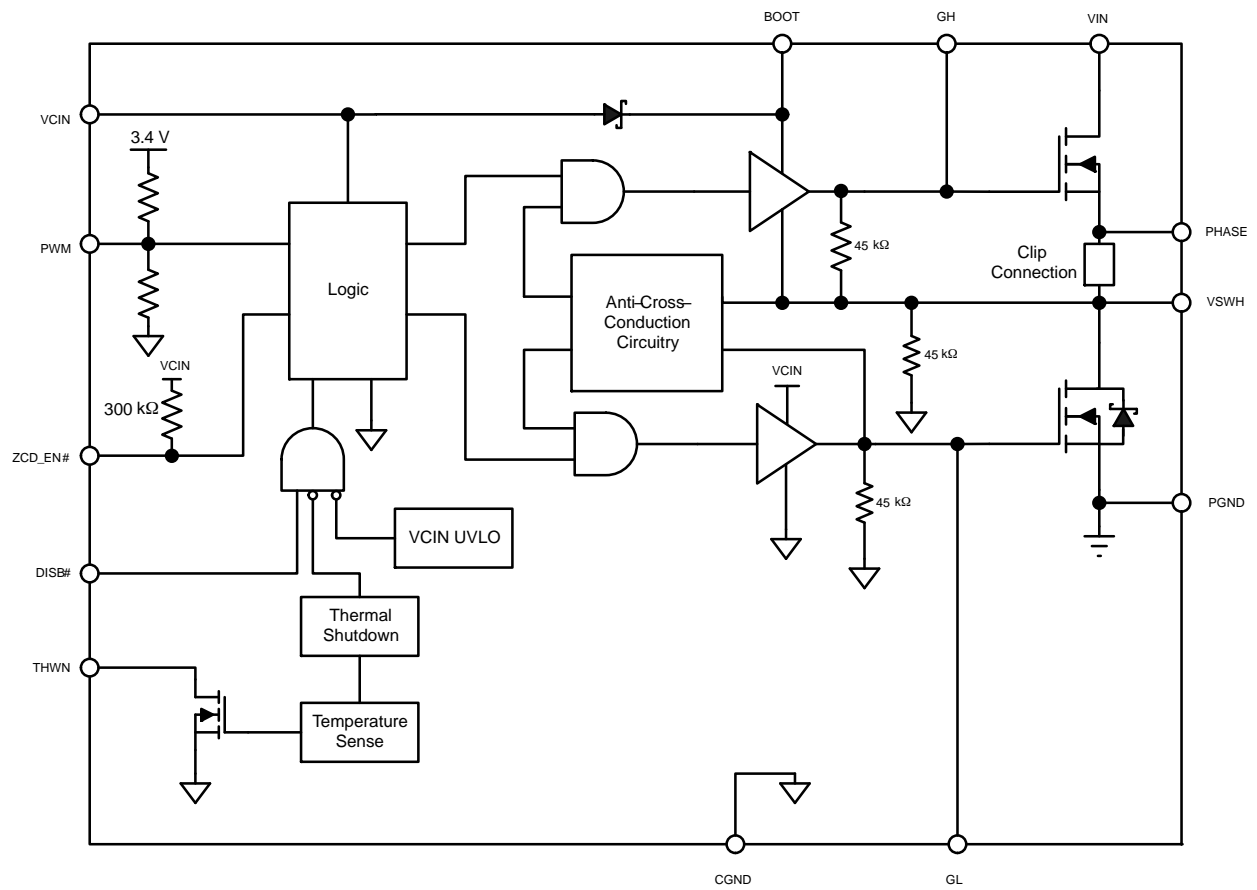 BOOT
GH
VIN
VCIN
3.4 V
PWM
PHASE
45 kΩ
Clip
Connection
Logic
Anti–Cross–
Conduction
Circuitry
VSWH
45 kΩ
VCIN
VCIN
300 kΩ
ZCD_EN#
45 kΩ
PGND
VCIN UVLO
DISB#
Thermal
Shutdown
THWN
Temperature
Sense
CGND
GL